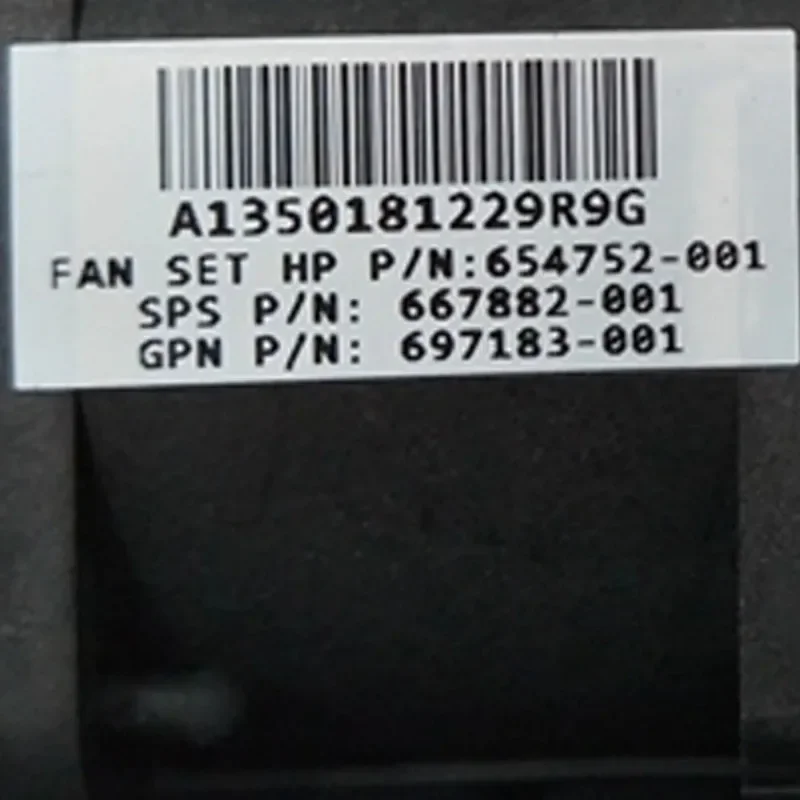 A1350181229R9G
FAN SET HP P/N:654752-001
SPS P/N: 667882-001
GPN P/N: 697183-001